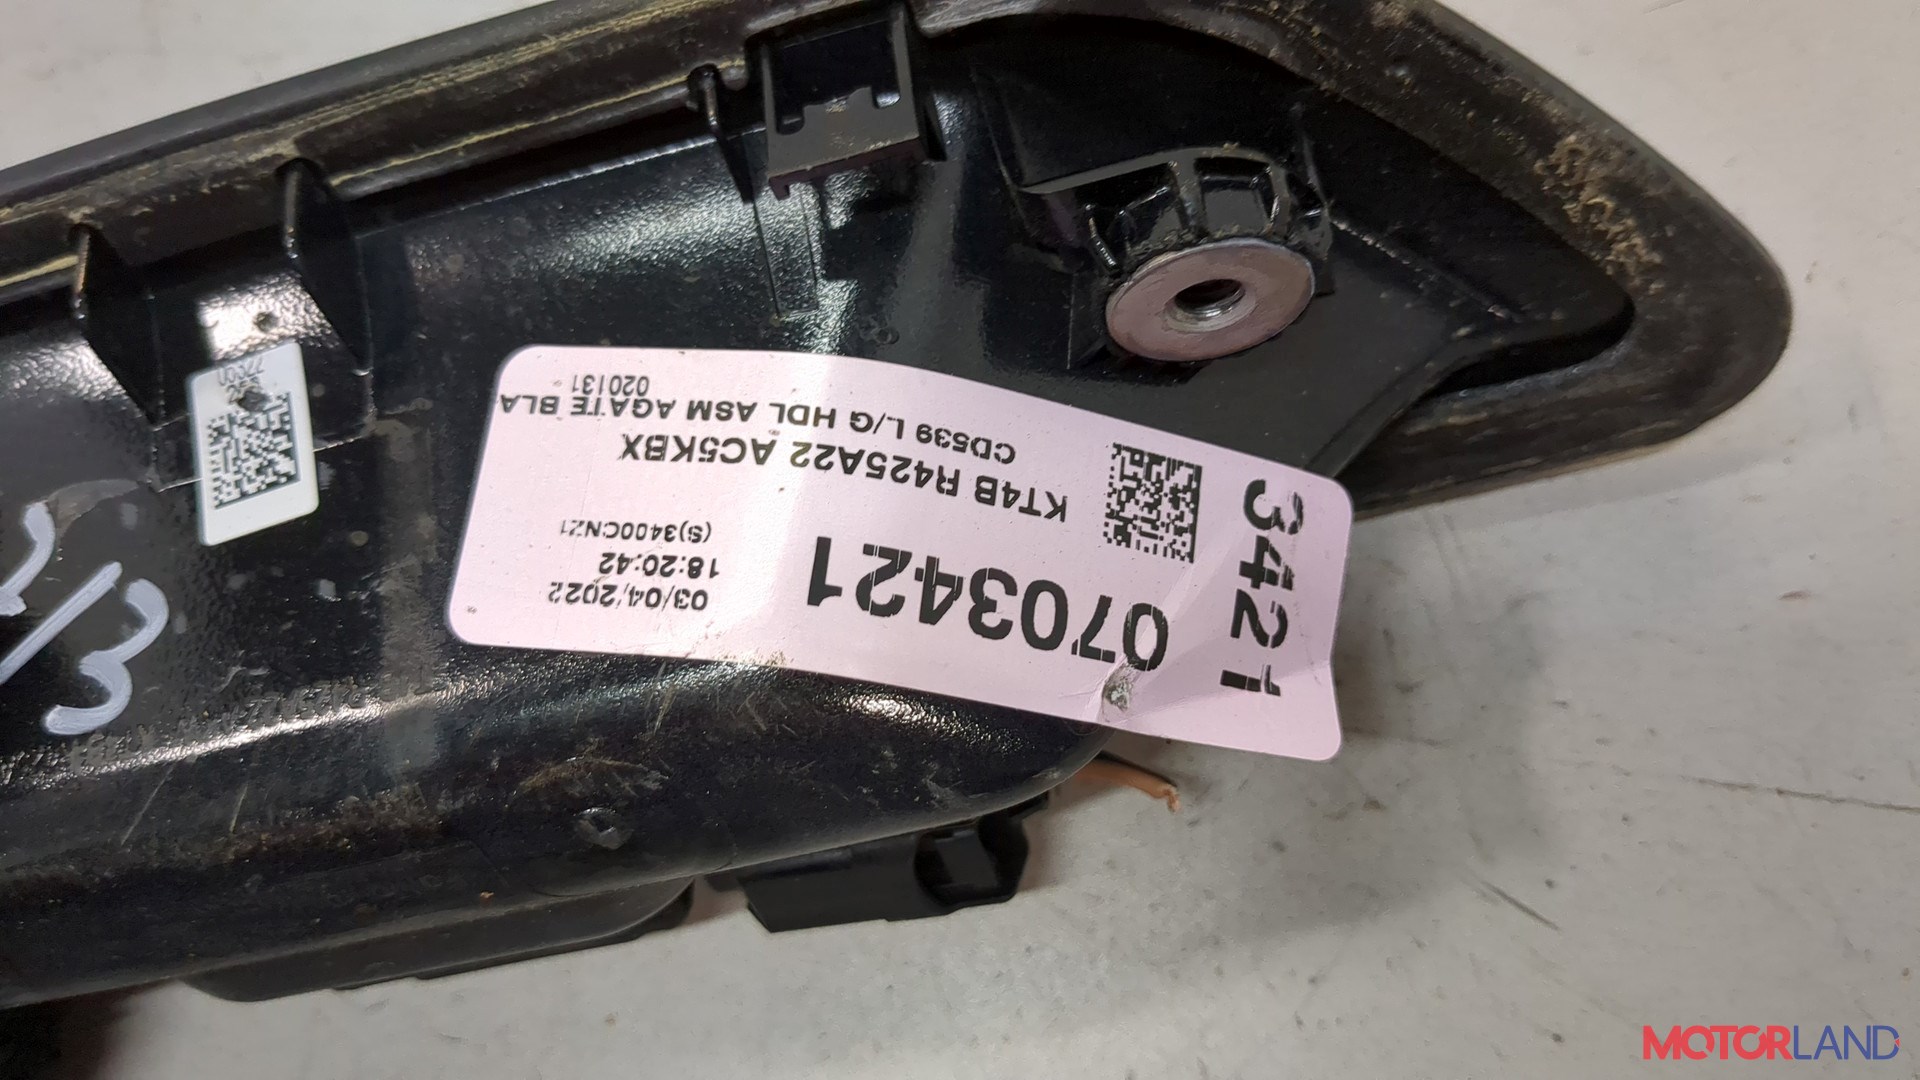 0703421
3421
KT4B R425A22 AC5KBX
CD539 L/G HDL ASM AGATE BLA
020131
03/04/2022
18:20:42
(S)3400CN21
213
MOTORLAND